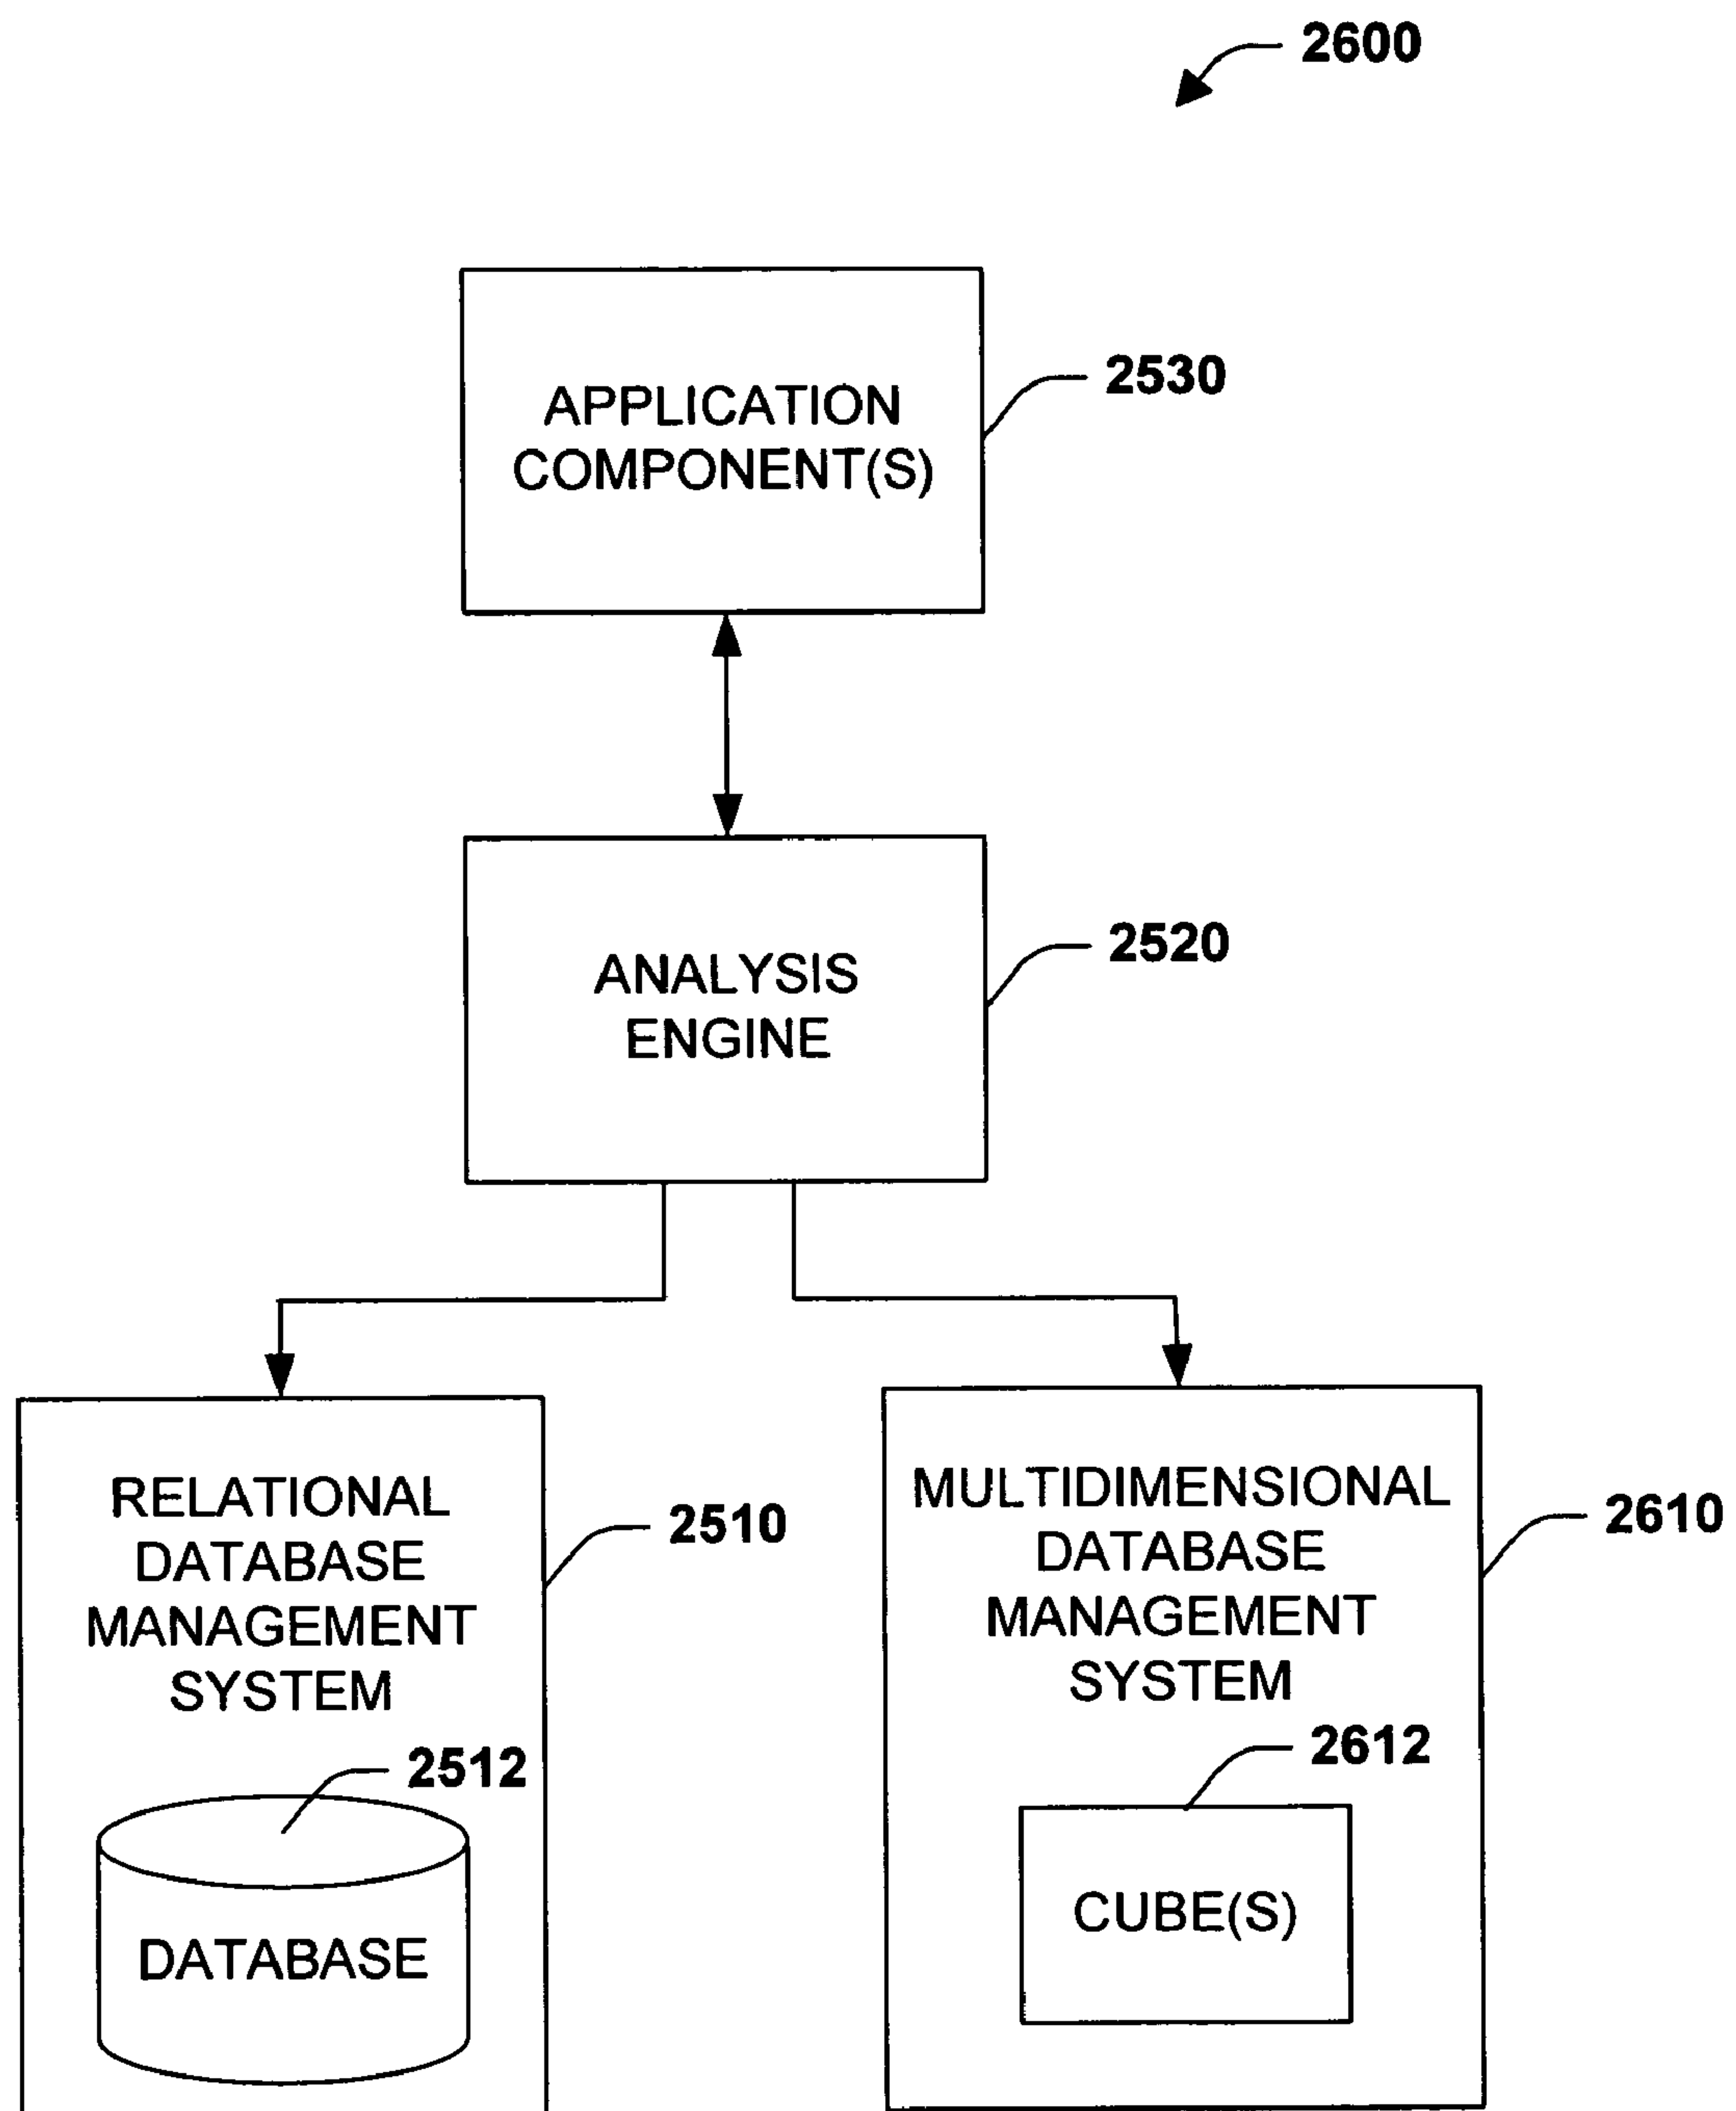 2600
APPLICATION
COMPONENT(S)
2530
ANALYSIS
ENGINE
2520
RELATIONAL
DATABASE
MANAGEMENT
SYSTEM
2510
2512
DATABASE
MULTIDIMENSIONAL
DATABASE
MANAGEMENT
SYSTEM
2610
2612
CUBE(S)